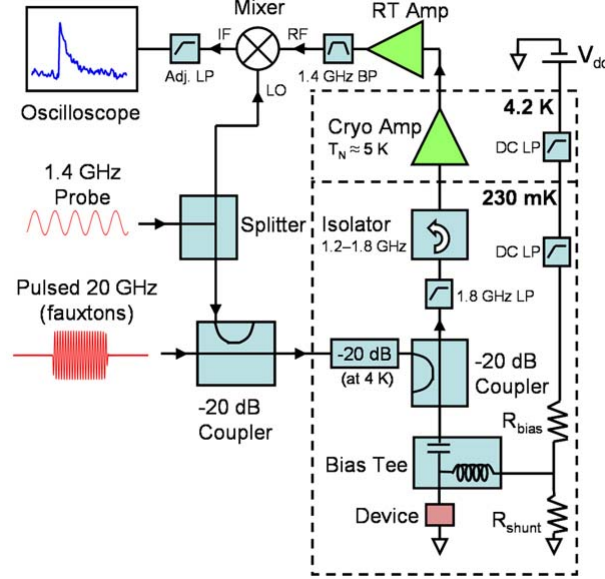 Mixer
RT Amp
IF
RF
LO
Adj. LP
1.4 GHz BP
Oscilloscope
V_dc
4.2 K
Cryo Amp
T_N ≈ 5 K
DC LP
1.4 GHz
Probe
Splitter
230 mK
Isolator
1.2–1.8 GHz
DC LP
1.8 GHz LP
Pulsed 20 GHz
(fauxtons)
-20 dB
(at 4 K)
-20 dB
Coupler
-20 dB
Coupler
R_bias
Bias Tee
Device
R_shunt